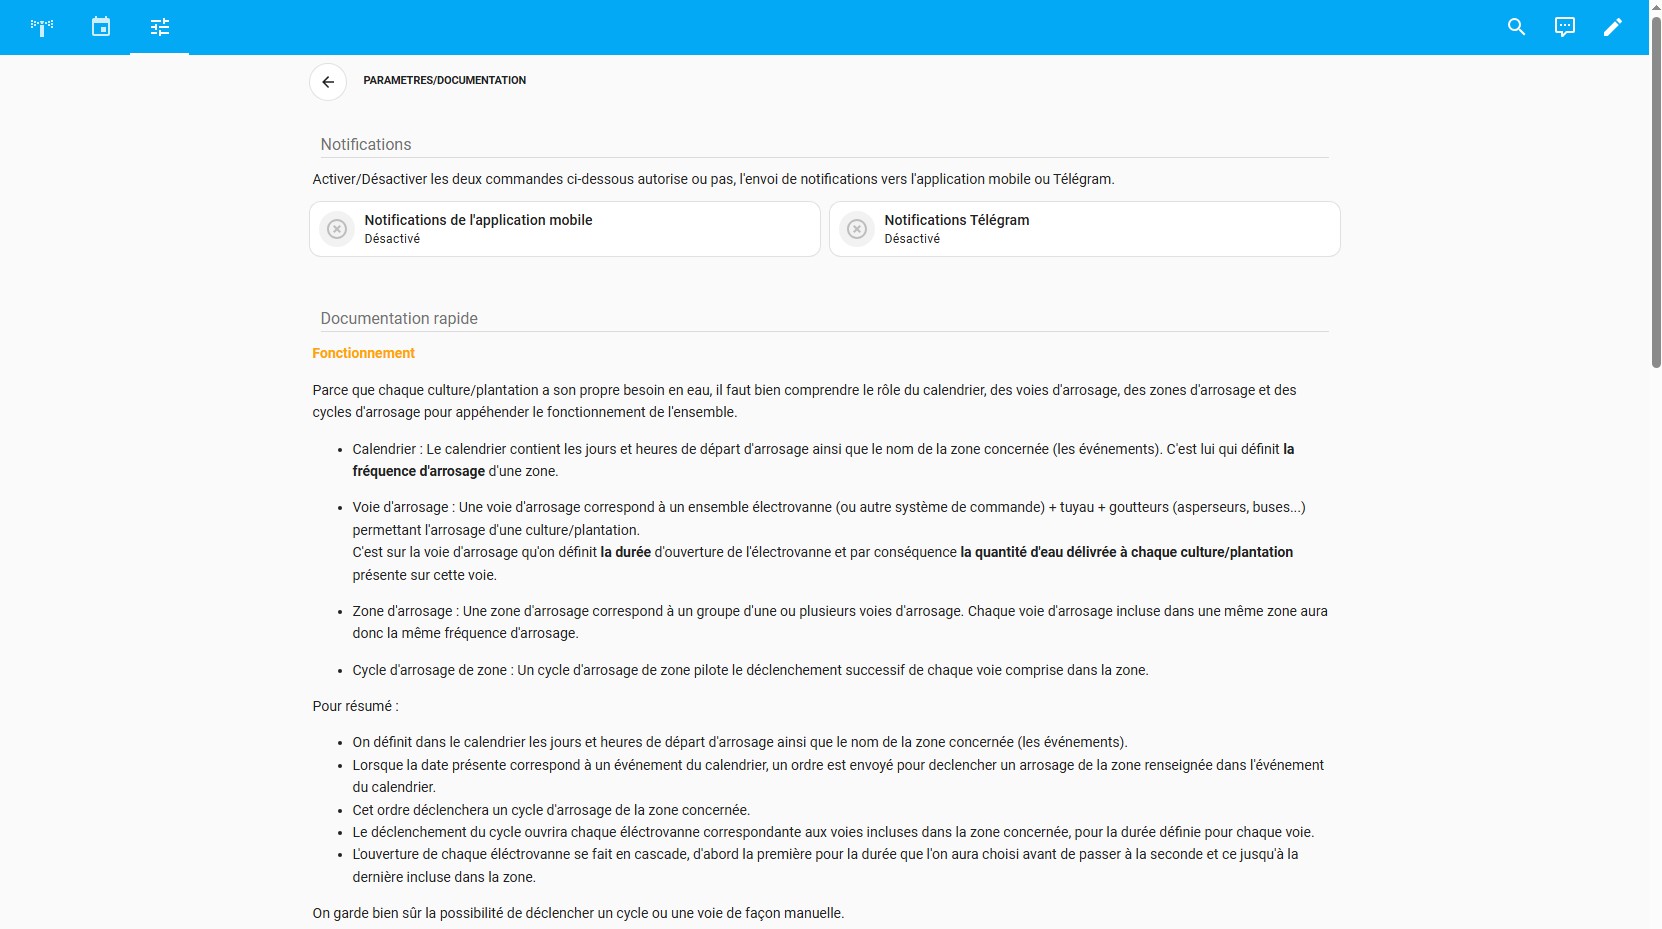 PARAMETRES/DOCUMENTATION
Notifications
Activer/Désactiver les deux commandes ci-dessous autorise ou pas, l'envoi de notifications vers l'application mobile ou Télégram.
Notifications de l'application mobile
Désactivé
Notifications Télégram
Désactivé
Documentation rapide
Fonctionnement
Parce que chaque culture/plantation a son propre besoin en eau, il faut bien comprendre le rôle du calendrier, des voies d'arrosage, des zones d'arrosage et des
cycles d'arrosage pour appéhender le fonctionnement de l'ensemble.
• Calendrier : Le calendrier contient les jours et heures de départ d'arrosage ainsi que le nom de la zone concernée (les événements). C'est lui qui définit la
fréquence d'arrosage d'une zone.
• Voie d'arrosage : Une voie d'arrosage correspond à un ensemble électrovanne (ou autre système de commande) + tuyau + goutteurs (asperseurs, buses...)
permettant l'arrosage d'une culture/plantation.
C'est sur la voie d'arrosage qu'on définit la durée d'ouverture de l'électrovanne et par conséquence la quantité d'eau délivrée à chaque culture/plantation
présente sur cette voie.
• Zone d'arrosage : Une zone d'arrosage correspond à un groupe d'une ou plusieurs voies d'arrosage. Chaque voie d'arrosage incluse dans une même zone aura
donc la même fréquence d'arrosage.
• Cycle d'arrosage de zone : Un cycle d'arrosage de zone pilote le déclenchement successif de chaque voie comprise dans la zone.
Pour résumé :
• On définit dans le calendrier les jours et heures de départ d'arrosage ainsi que le nom de la zone concernée (les événements).
• Lorsque la date présente correspond à un événement du calendrier, un ordre est envoyé pour declencher un arrosage de la zone renseignée dans l'événement
du calendrier.
• Cet ordre déclenchera un cycle d'arrosage de la zone concernée.
• Le déclenchement du cycle ouvrira chaque éléctrovanne correspondante aux voies incluses dans la zone concernée, pour la durée définie pour chaque voie.
• L'ouverture de chaque éléctrovanne se fait en cascade, d'abord la première pour la durée que l'on aura choisi avant de passer à la seconde et ce jusqu'à la
dernière incluse dans la zone.
On garde bien sûr la possibilité de déclencher un cycle ou une voie de façon manuelle.